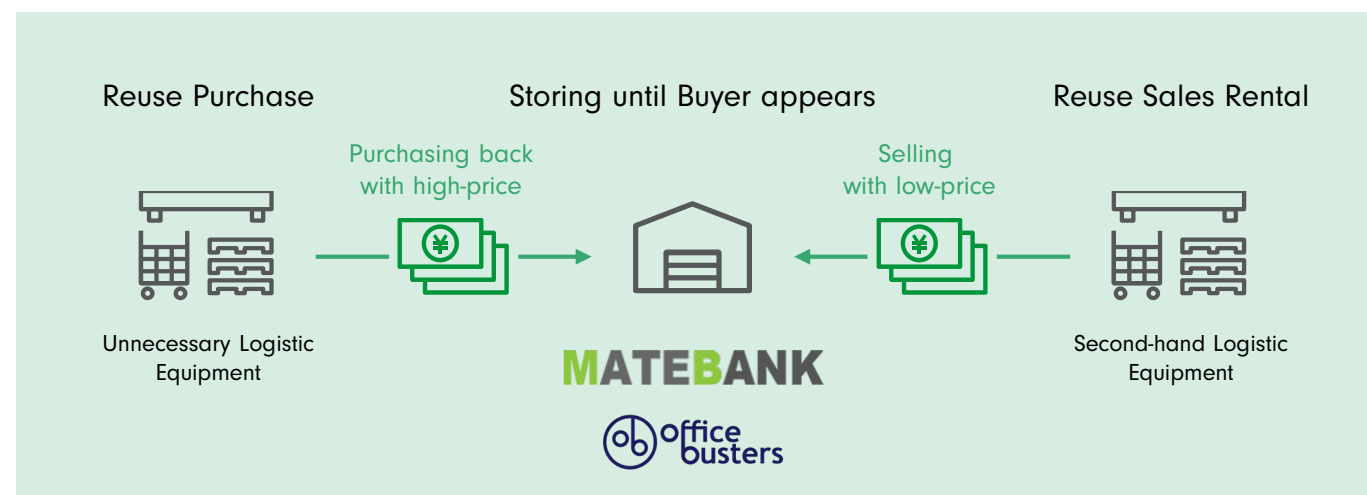 Reuse Purchase
Storing until Buyer appears
Reuse Sales Rental
Purchasing back
with high-price
Selling
with low-price
¥
¥
Unnecessary Logistic
Equipment
MATEBANK
ob office
busters
Second-hand Logistic
Equipment